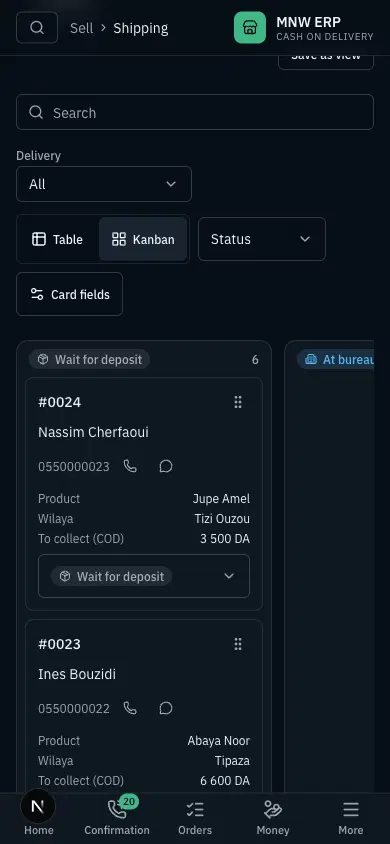 Sell > Shipping
MNW ERP
CASH ON DELIVERY
Save as view
Search
Delivery
All
Table
Kanban
Status
Card fields
Wait for deposit
6
At bureau
#0024
Nassim Cherfaoui
0550000023
Product
Jupe Amel
Wilaya
Tizi Ouzou
To collect (COD)
3 500 DA
Wait for deposit
#0023
Ines Bouzidi
0550000022
Product
Abaya Noor
Wilaya
Tipaza
To collect (COD)
6 600 DA
N
20
Home
Confirmation
Orders
Money
More